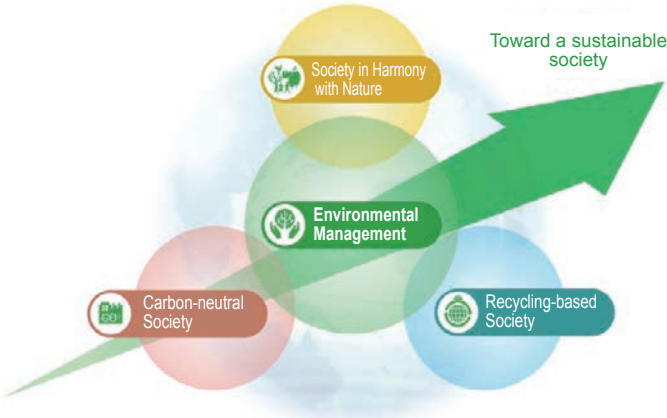 Toward a sustainable
society
Society in Harmony
with Nature
Environmental
Management
Carbon-neutral
Society
Recycling-based
Society